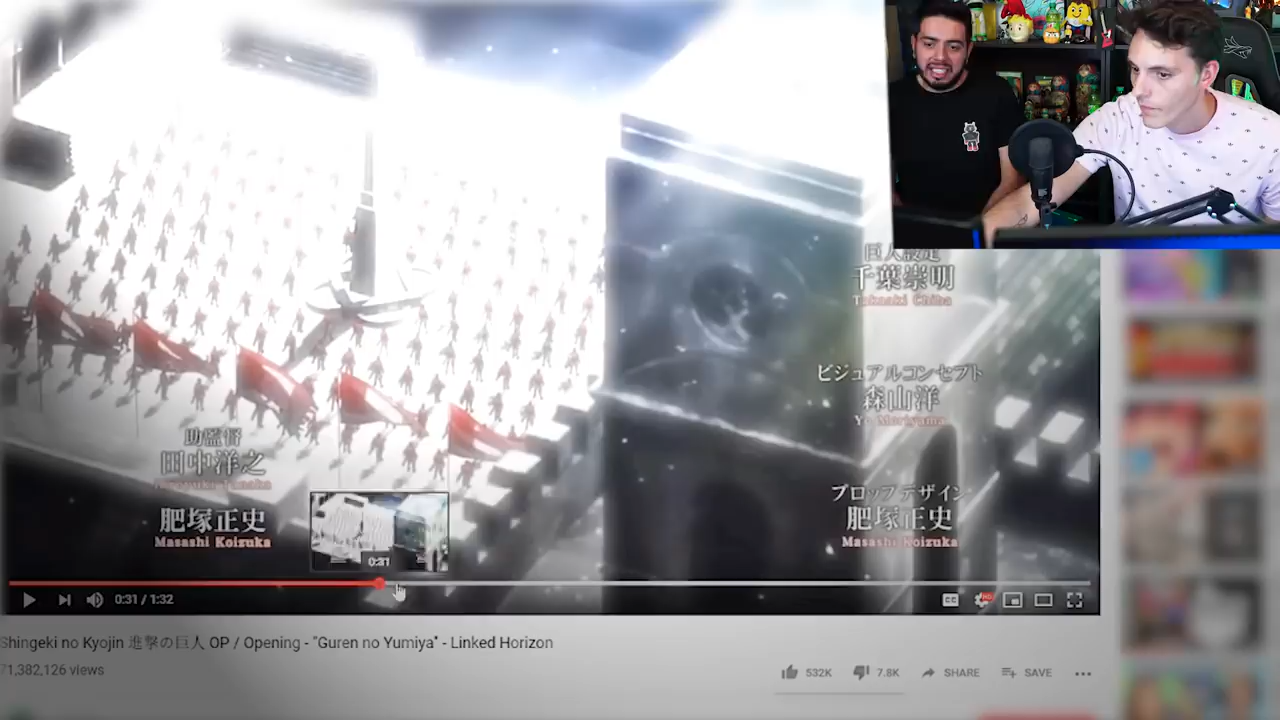 巨人設定
千葉崇明
Takaaki Chiba
ビジュアルコンセプト
森山洋
Yo Moriyama
助監督
田中洋之
Hiroyuki Tanaka
肥塚正史
Masashi Koizuka
プロップデザイン
肥塚正史
Masashi Koizuka
0:31
0:31 / 1:32
CC
HD
Shingeki no Kyojin 進撃の巨人 OP / Opening - "Guren no Yumiya" - Linked Horizon
71,382,126 views
532K
7.8K
SHARE
SAVE